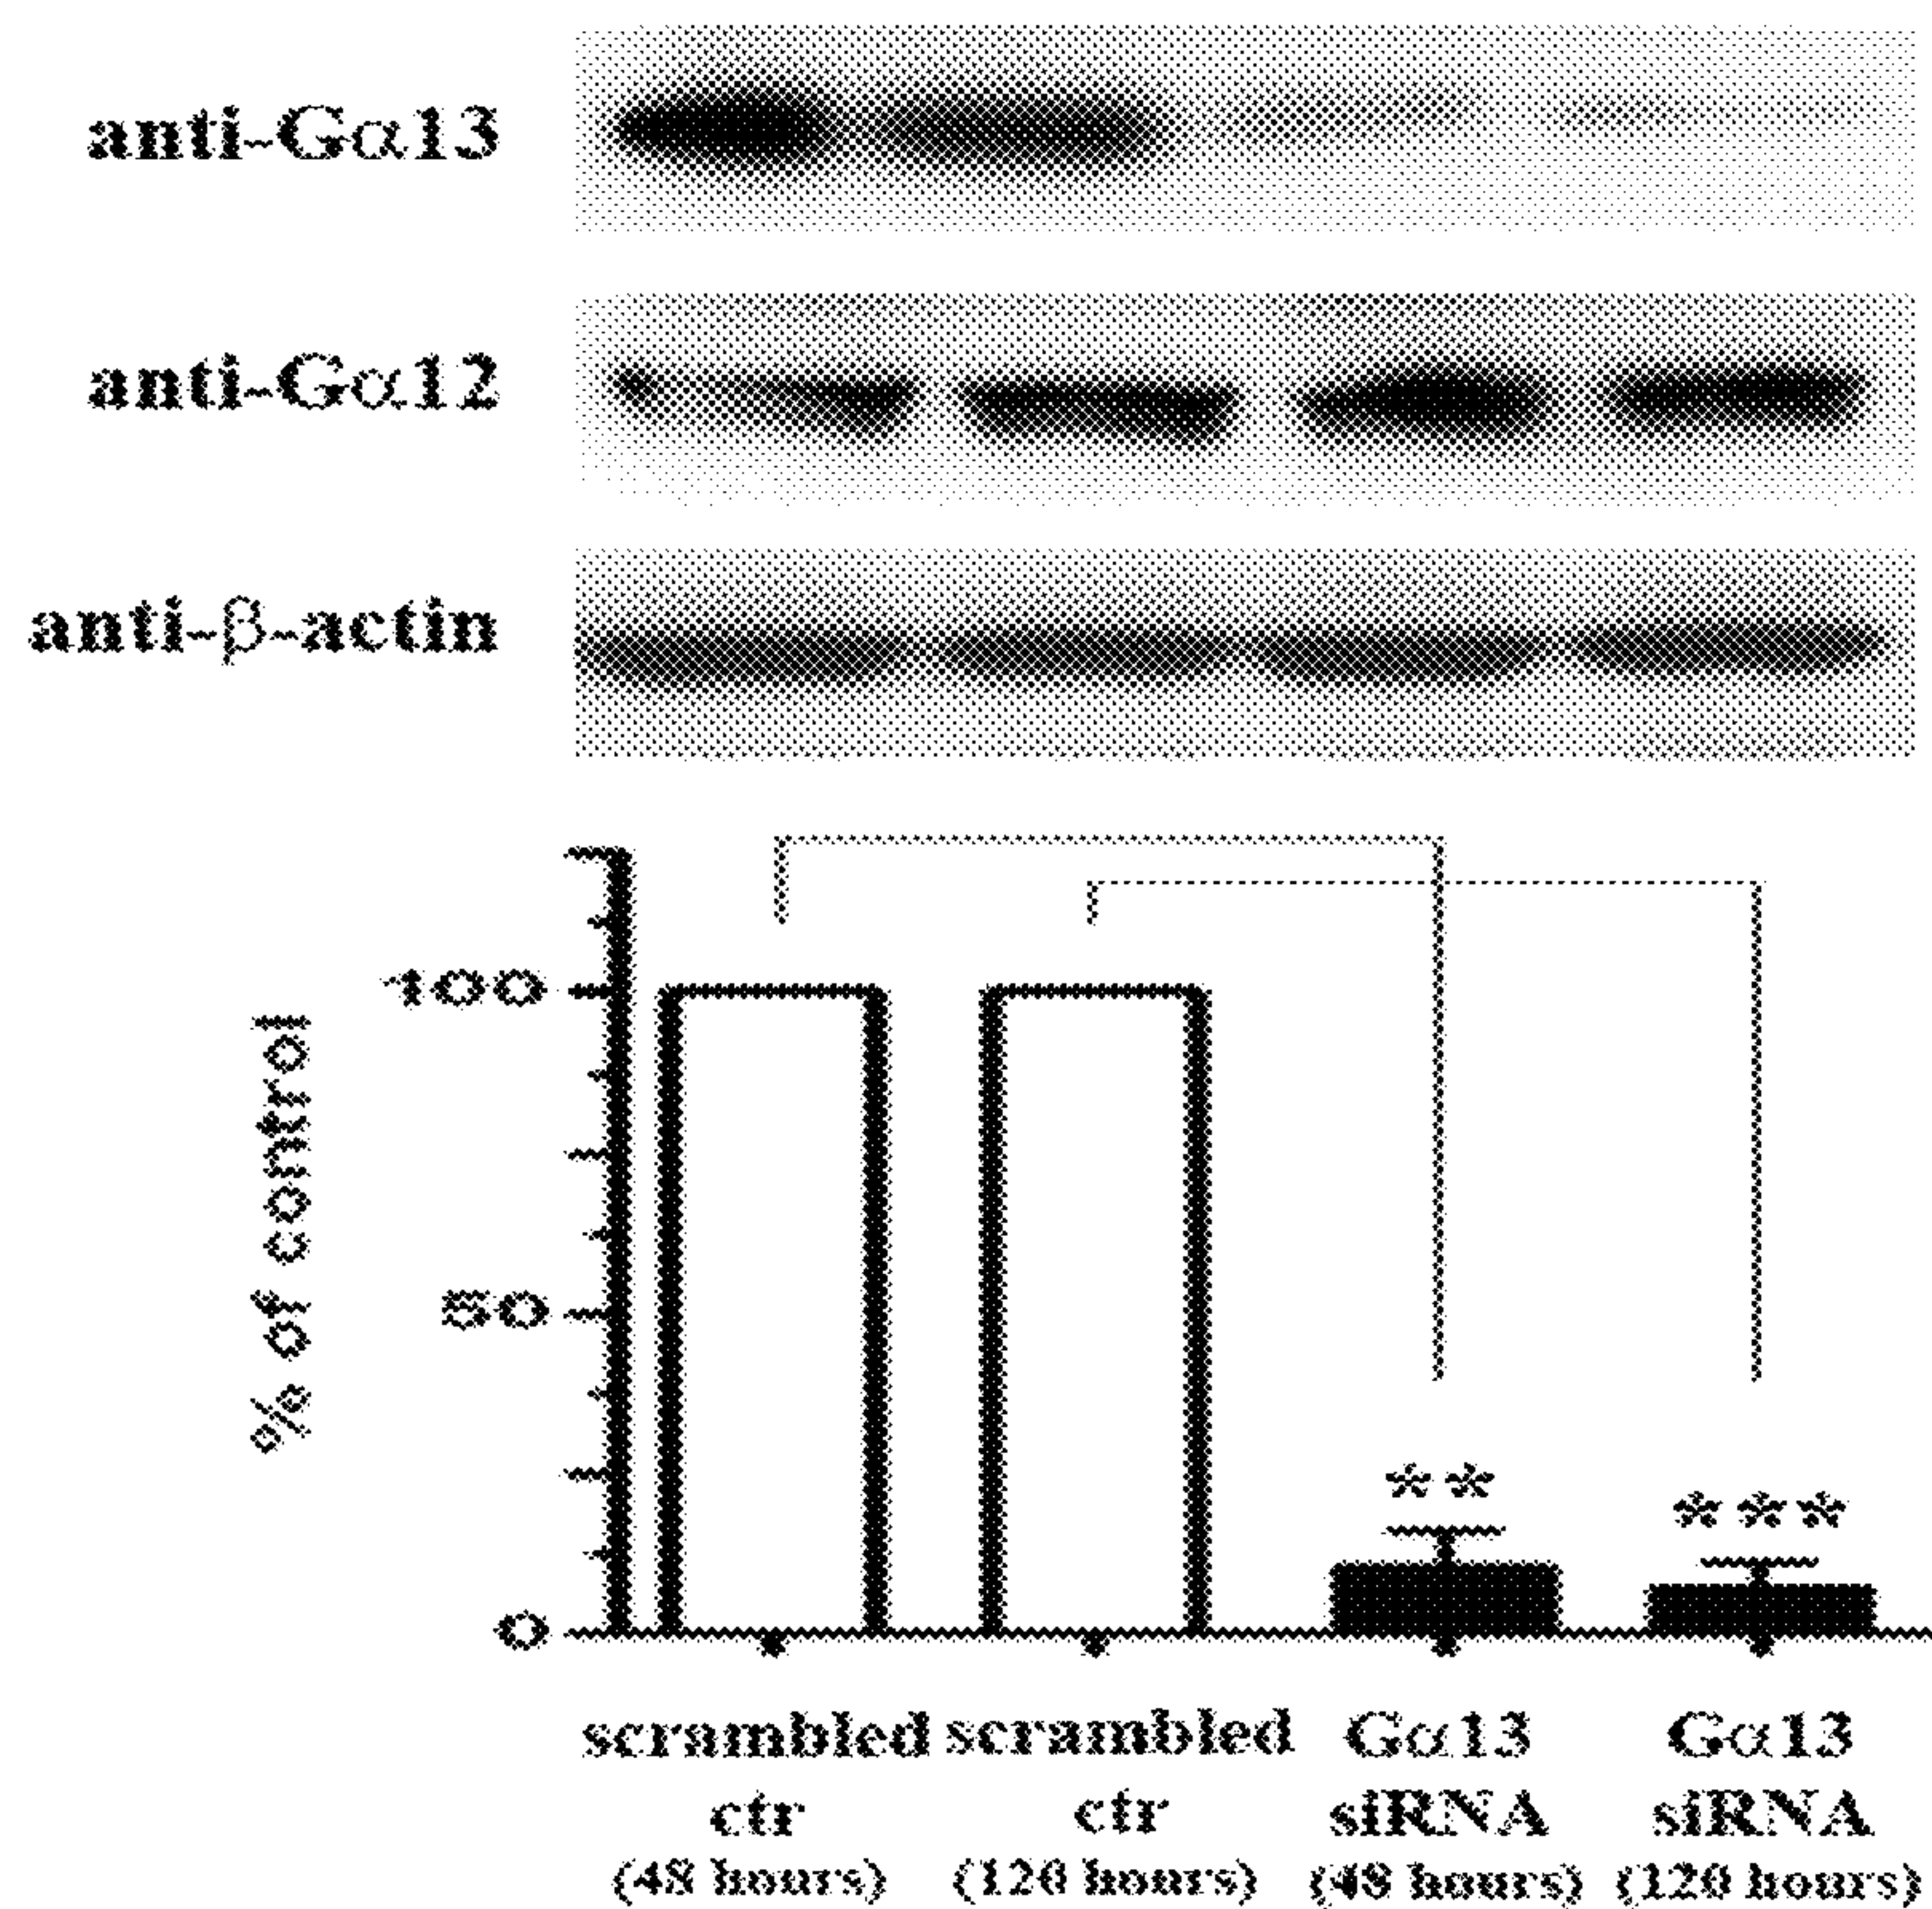 anti-Gα13
anti-Gα12
anti-β-actin
% of control
100
50
0
**
***
scrambled scrambled Gα13 Gα13
ctr ctr siRNA siRNA
(48 hours) (120 hours) (48 hours) (120 hours)